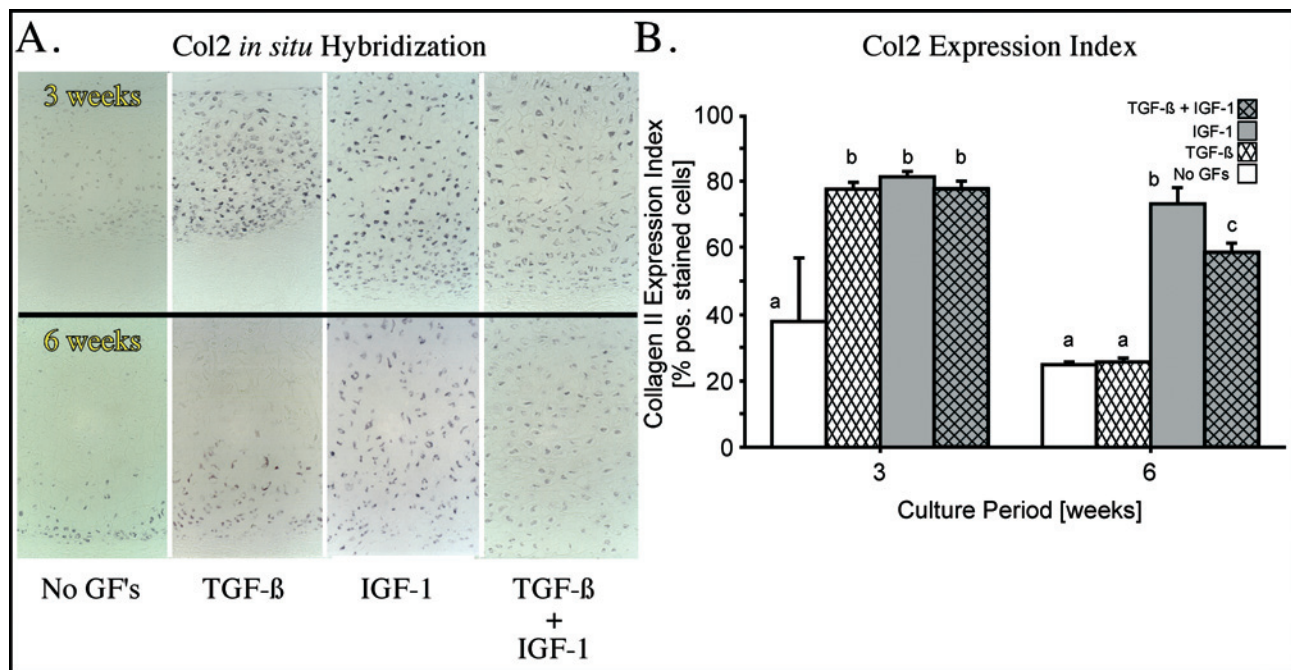 A.
Col2 in situ Hybridization
3 weeks
6 weeks
No GF's
TGF-ß
IGF-1
TGF-ß
+
IGF-1
B.
Col2 Expression Index
TGF-ß + IGF-1
IGF-1
TGF-ß
No GFs
Collagen II Expression Index
[% pos. stained cells]
100
80
60
40
20
0
a
b
b
b
a
a
b
c
3
6
Culture Period [weeks]